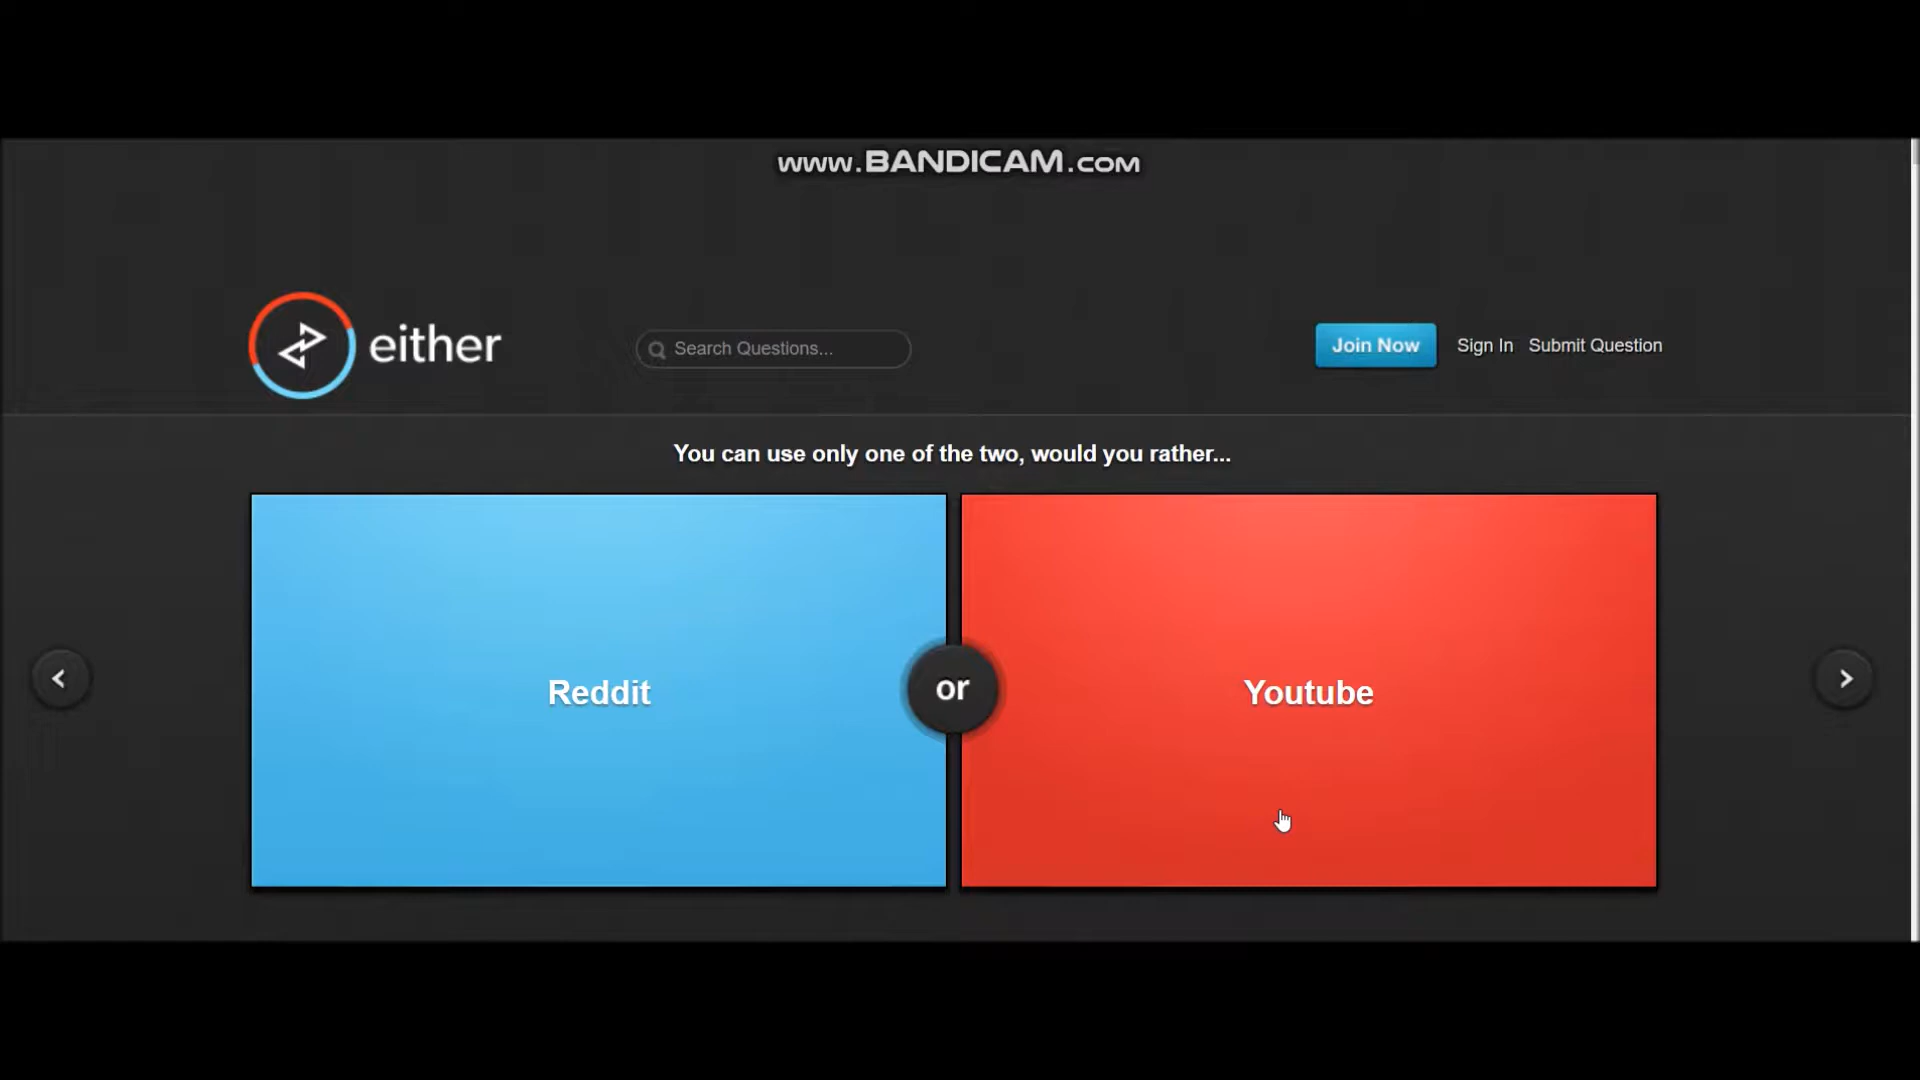 www.BANDICAM.com
either
Search Questions...
Join Now
Sign In
Submit Question
You can use only one of the two, would you rather...
Reddit
or
Youtube